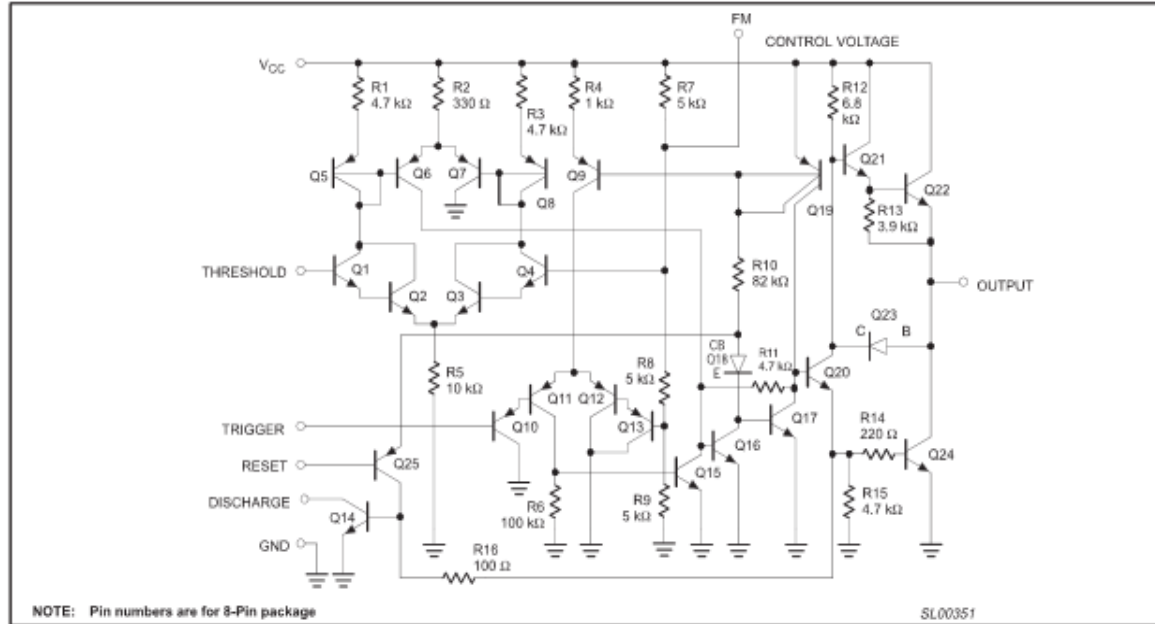 FM
CONTROL VOLTAGE
VCC
R1
4.7 kΩ
R2
330 Ω
R3
4.7 kΩ
R4
1 kΩ
R7
5 kΩ
R12
6.8
kΩ
Q5
Q6
Q7
Q8
Q9
Q19
Q21
Q22
R13
3.9 kΩ
THRESHOLD
Q1
Q2
Q3
Q4
R10
82 kΩ
OUTPUT
Q23
C
B
R5
10 kΩ
R8
5 kΩ
CB
Q18
E
R11
4.7 kΩ
Q20
Q11
Q12
Q10
Q13
Q16
Q17
TRIGGER
R14
220 Ω
Q24
RESET
Q25
Q15
DISCHARGE
Q14
R6
100 kΩ
R9
5 kΩ
R15
4.7 kΩ
GND
R16
100 Ω
NOTE: Pin numbers are for 8-Pin package
SL00351